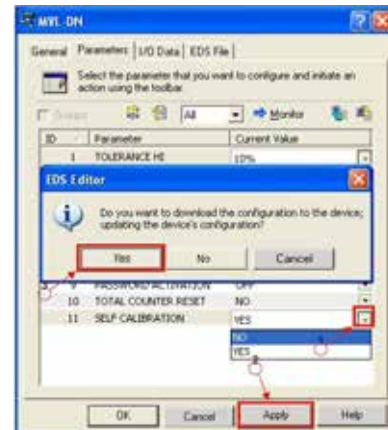 MVL-DN
General Parameters I/O Data EDS File
Select the parameter that you want to configure and initiate an
action using the toolbar.
Groups All Monitor
ID Parameter Current Value
1 TOLERANCE HI 10%
EDS Editor
Do you want to download the configuration to the device,
updating the device's configuration?
Yes No Cancel
9 PASSWORD ACTIVATION OFF
10 TOTAL COUNTER RESET NO
11 SELF CALIBRATION YES
NO
YES
OK Cancel Apply Help